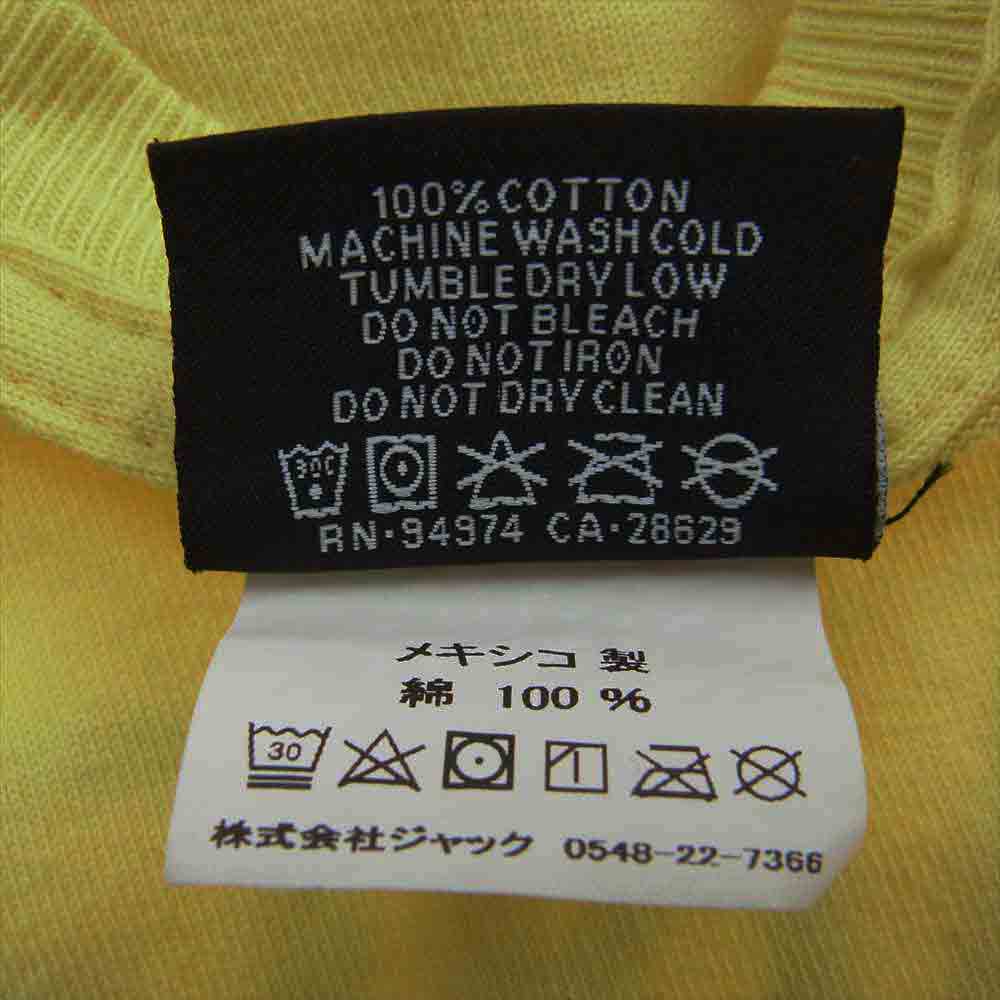 100% COTTON
MACHINE WASH COLD
TUMBLE DRY LOW
DO NOT BLEACH
DO NOT IRON
DO NOT DRY CLEAN
30C
RN·94974 CA·28629
メキシコ 製
綿 100 %
30
株式会社ジャック 0548-22-7366